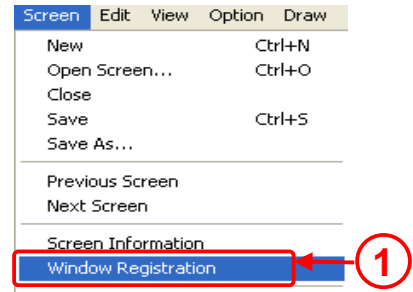 Screen Edit View Option Draw
New Ctrl+N
Open Screen... Ctrl+O
Close
Save Ctrl+S
Save As...
Previous Screen
Next Screen
Screen Information
Window Registration 1